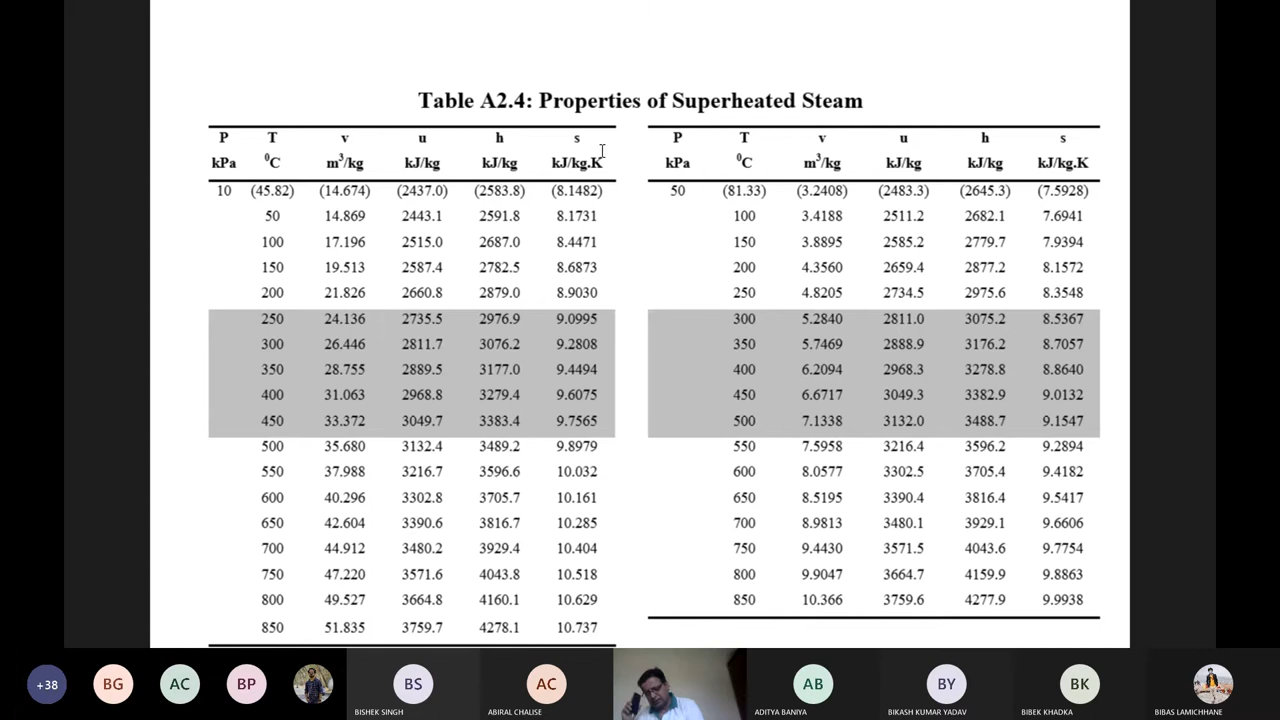 Table A2.4: Properties of Superheated Steam
P T v u h s
kPa ⁰C m³/kg kJ/kg kJ/kg kJ/kg.K
10 (45.82) (14.674) (2437.0) (2583.8) (8.1482)
50 14.869 2443.1 2591.8 8.1731
100 17.196 2515.0 2687.0 8.4471
150 19.513 2587.4 2782.5 8.6873
200 21.826 2660.8 2879.0 8.9030
250 24.136 2735.5 2976.9 9.0995
300 26.446 2811.7 3076.2 9.2808
350 28.755 2889.5 3177.0 9.4494
400 31.063 2968.8 3279.4 9.6075
450 33.372 3049.7 3383.4 9.7565
500 35.680 3132.4 3489.2 9.8979
550 37.988 3216.7 3596.6 10.032
600 40.296 3302.8 3705.7 10.161
650 42.604 3390.6 3816.7 10.285
700 44.912 3480.2 3929.4 10.404
750 47.220 3571.6 4043.8 10.518
800 49.527 3664.8 4160.1 10.629
850 51.835 3759.7 4278.1 10.737
P T v u h s
kPa ⁰C m³/kg kJ/kg kJ/kg kJ/kg.K
50 (81.33) (3.2408) (2483.3) (2645.3) (7.5928)
100 3.4188 2511.2 2682.1 7.6941
150 3.8895 2585.2 2779.7 7.9394
200 4.3560 2659.4 2877.2 8.1572
250 4.8205 2734.5 2975.6 8.3548
300 5.2840 2811.0 3075.2 8.5367
350 5.7469 2888.9 3176.2 8.7057
400 6.2094 2968.3 3278.8 8.8640
450 6.6717 3049.3 3382.9 9.0132
500 7.1338 3132.0 3488.7 9.1547
550 7.5958 3216.4 3596.2 9.2894
600 8.0577 3302.5 3705.4 9.4182
650 8.5195 3390.4 3816.4 9.5417
700 8.9813 3480.1 3929.1 9.6606
750 9.4430 3571.5 4043.6 9.7754
800 9.9047 3664.7 4159.9 9.8863
850 10.366 3759.6 4277.9 9.9938
+38 BG AC BP BS AC AB BY BK
BISHEK SINGH ABIRAL CHALISE ADITYA BANIYA BIKASH KUMAR YADAV BIBEK KHADKA BIBAS LAMICHHANE